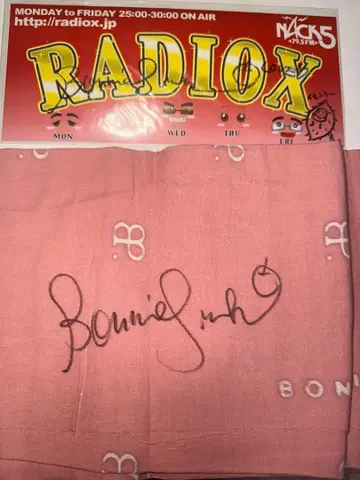 MONDAY to FRIDAY 25:00-30:00 ON AIR
http://radiox.jp
NACK5
79.5FM
RADIOX
MON
WED
THU
FRI
B
B
Bonnie Pink
BONI
B